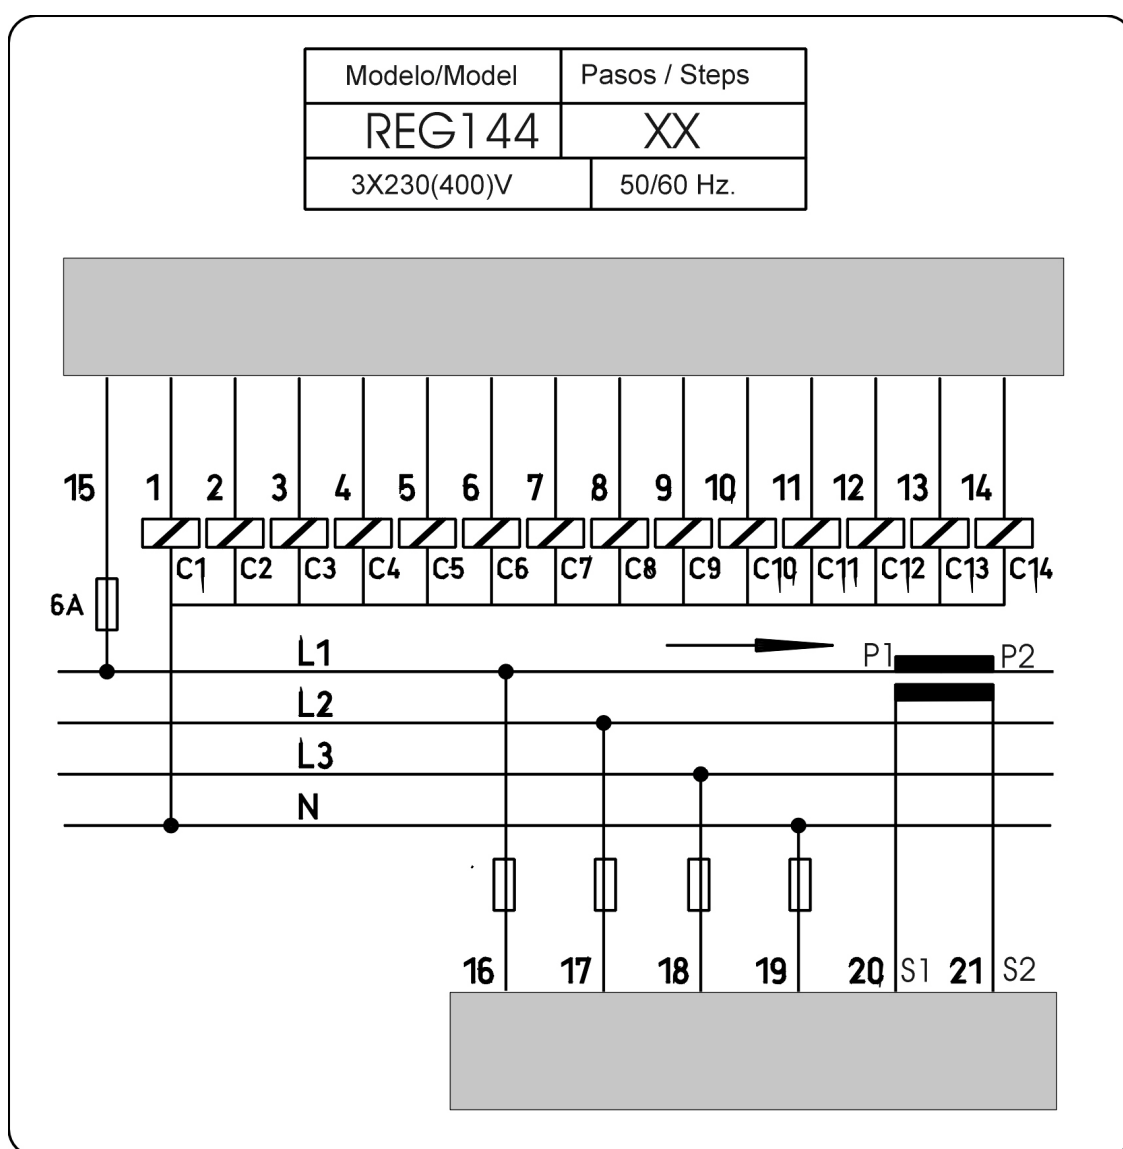 Modelo/Model Pasos / Steps
REG144 XX
3X230(400)V 50/60 Hz.
15 1 2 3 4 5 6 7 8 9 10 11 12 13 14
C1 C2 C3 C4 C5 C6 C7 C8 C9 C10 C11 C12 C13 C14
6A
L1 P1 P2
L2
L3
N
16 17 18 19 20 S1 21 S2